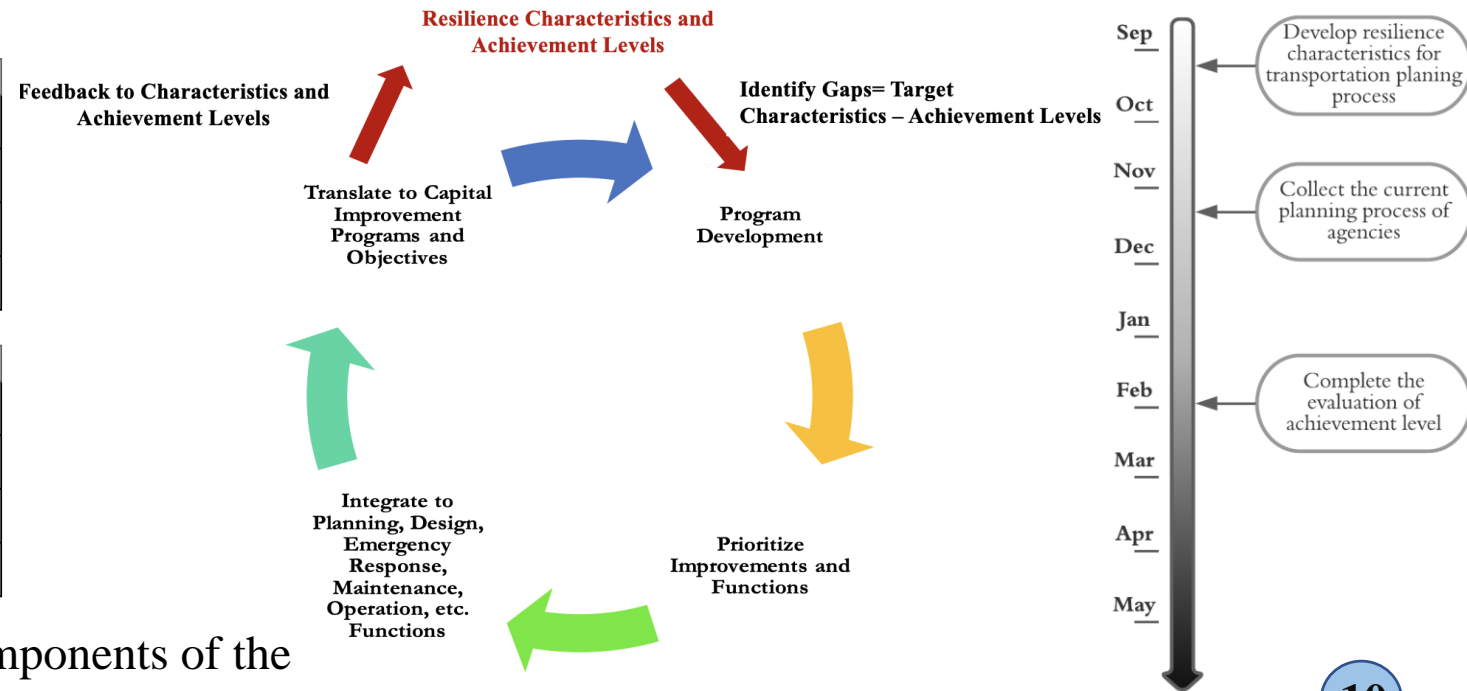 Resilience Characteristics and
Achievement Levels
Feedback to Characteristics and
Achievement Levels
Identify Gaps= Target
Characteristics – Achievement Levels
Translate to Capital
Improvement
Programs and
Objectives
Program
Development
Integrate to
Planning, Design,
Emergency
Response,
Maintenance,
Operation, etc.
Functions
Prioritize
Improvements and
Functions
Sep
Oct
Nov
Dec
Jan
Feb
Mar
Apr
May
Develop resilience
characteristics for
transportation planing
process
Collect the current
planning process of
agencies
Complete the
evaluation of
achievement level
mponents of the